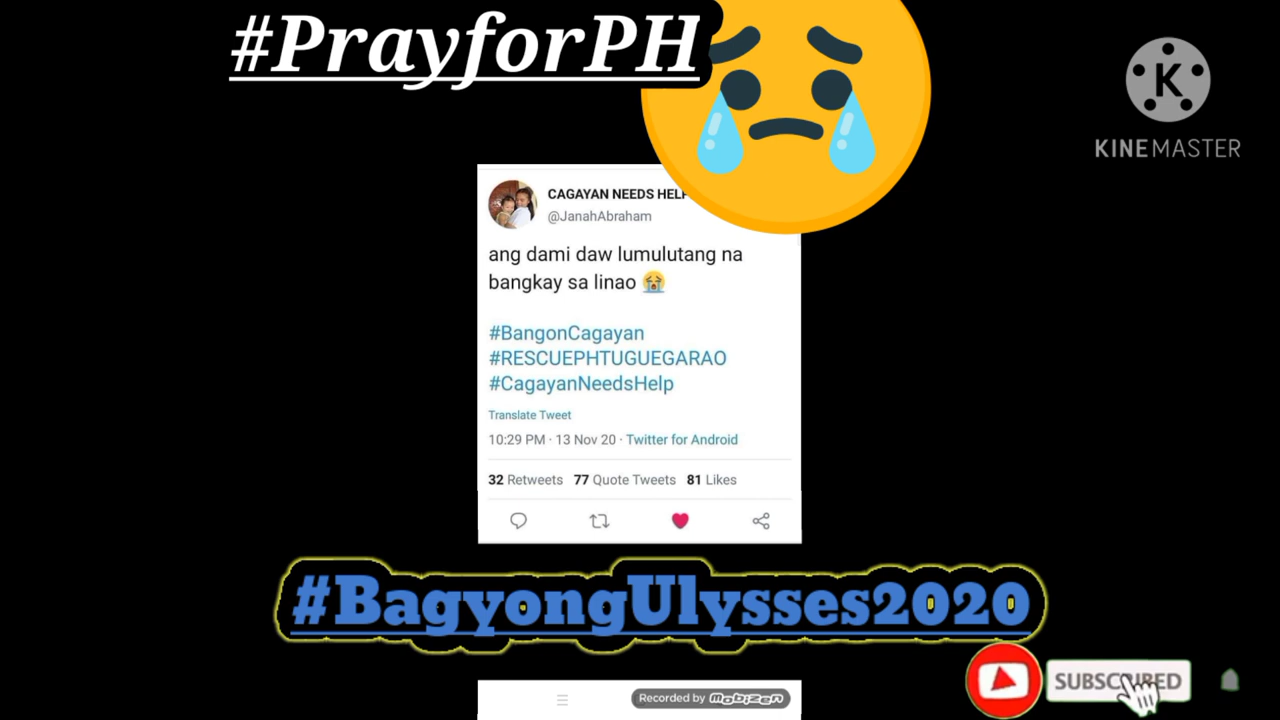 #PrayforPH
K
KINEMASTER
CAGAYAN NEEDS HELP
@JanahAbraham
ang dami daw lumulutang na
bangkay sa linao 😭
#BangonCagayan
#RESCUEPHTUGUEGARAO
#CagayanNeedsHelp
Translate Tweet
10:29 PM · 13 Nov 20 · Twitter for Android
32 Retweets 77 Quote Tweets 81 Likes
#BagyongUlysses2020
SUBSCRIBED
Recorded by Mobizen